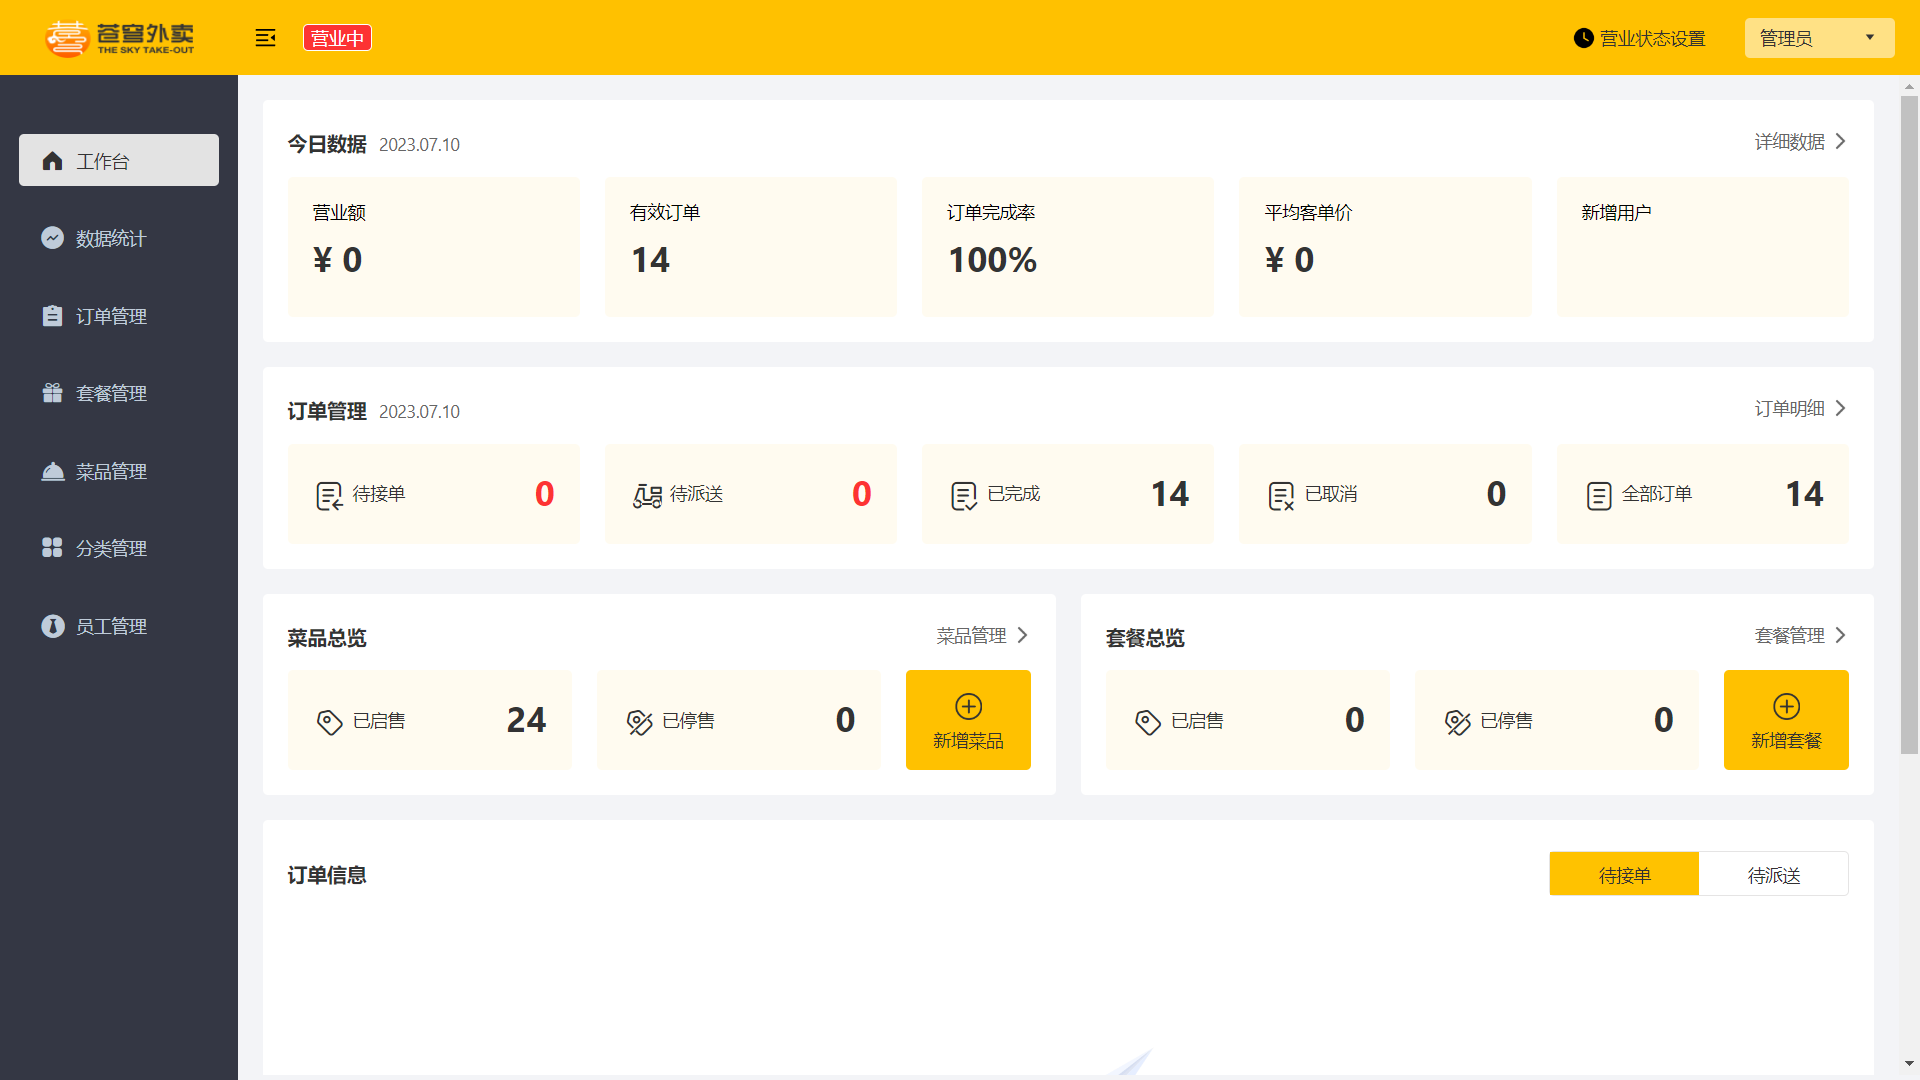 苍穹外卖
THE SKY TAKE-OUT
营业中
营业状态设置
管理员
工作台
数据统计
订单管理
套餐管理
菜品管理
分类管理
员工管理
今日数据 2023.07.10
详细数据
营业额
¥ 0
有效订单
14
订单完成率
100%
平均客单价
¥ 0
新增用户
订单管理 2023.07.10
订单明细
待接单 0
待派送 0
已完成 14
已取消 0
全部订单 14
菜品总览
菜品管理
已启售 24
已停售 0
新增菜品
套餐总览
套餐管理
已启售 0
已停售 0
新增套餐
订单信息
待接单
待派送